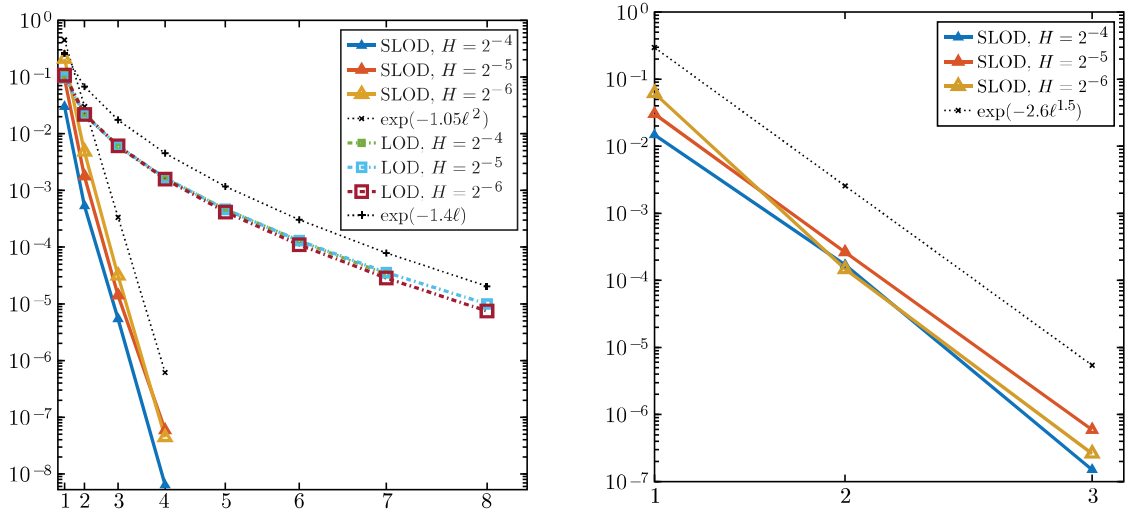 10^0
10^-1
10^-2
10^-3
10^-4
10^-5
10^-6
10^-7
10^-8
1 2 3 4 5 6 7 8
SLOD, H = 2^-4
SLOD, H = 2^-5
SLOD, H = 2^-6
exp(−1.05ℓ^2)
LOD. H = 2^-4
LOD. H = 2^-5
LOD. H = 2^-6
exp(−1.4ℓ)
10^0
10^-1
10^-2
10^-3
10^-4
10^-5
10^-6
10^-7
1 2 3
SLOD, H = 2^-4
SLOD, H = 2^-5
SLOD, H = 2^-6
exp(−2.6ℓ^1.5)